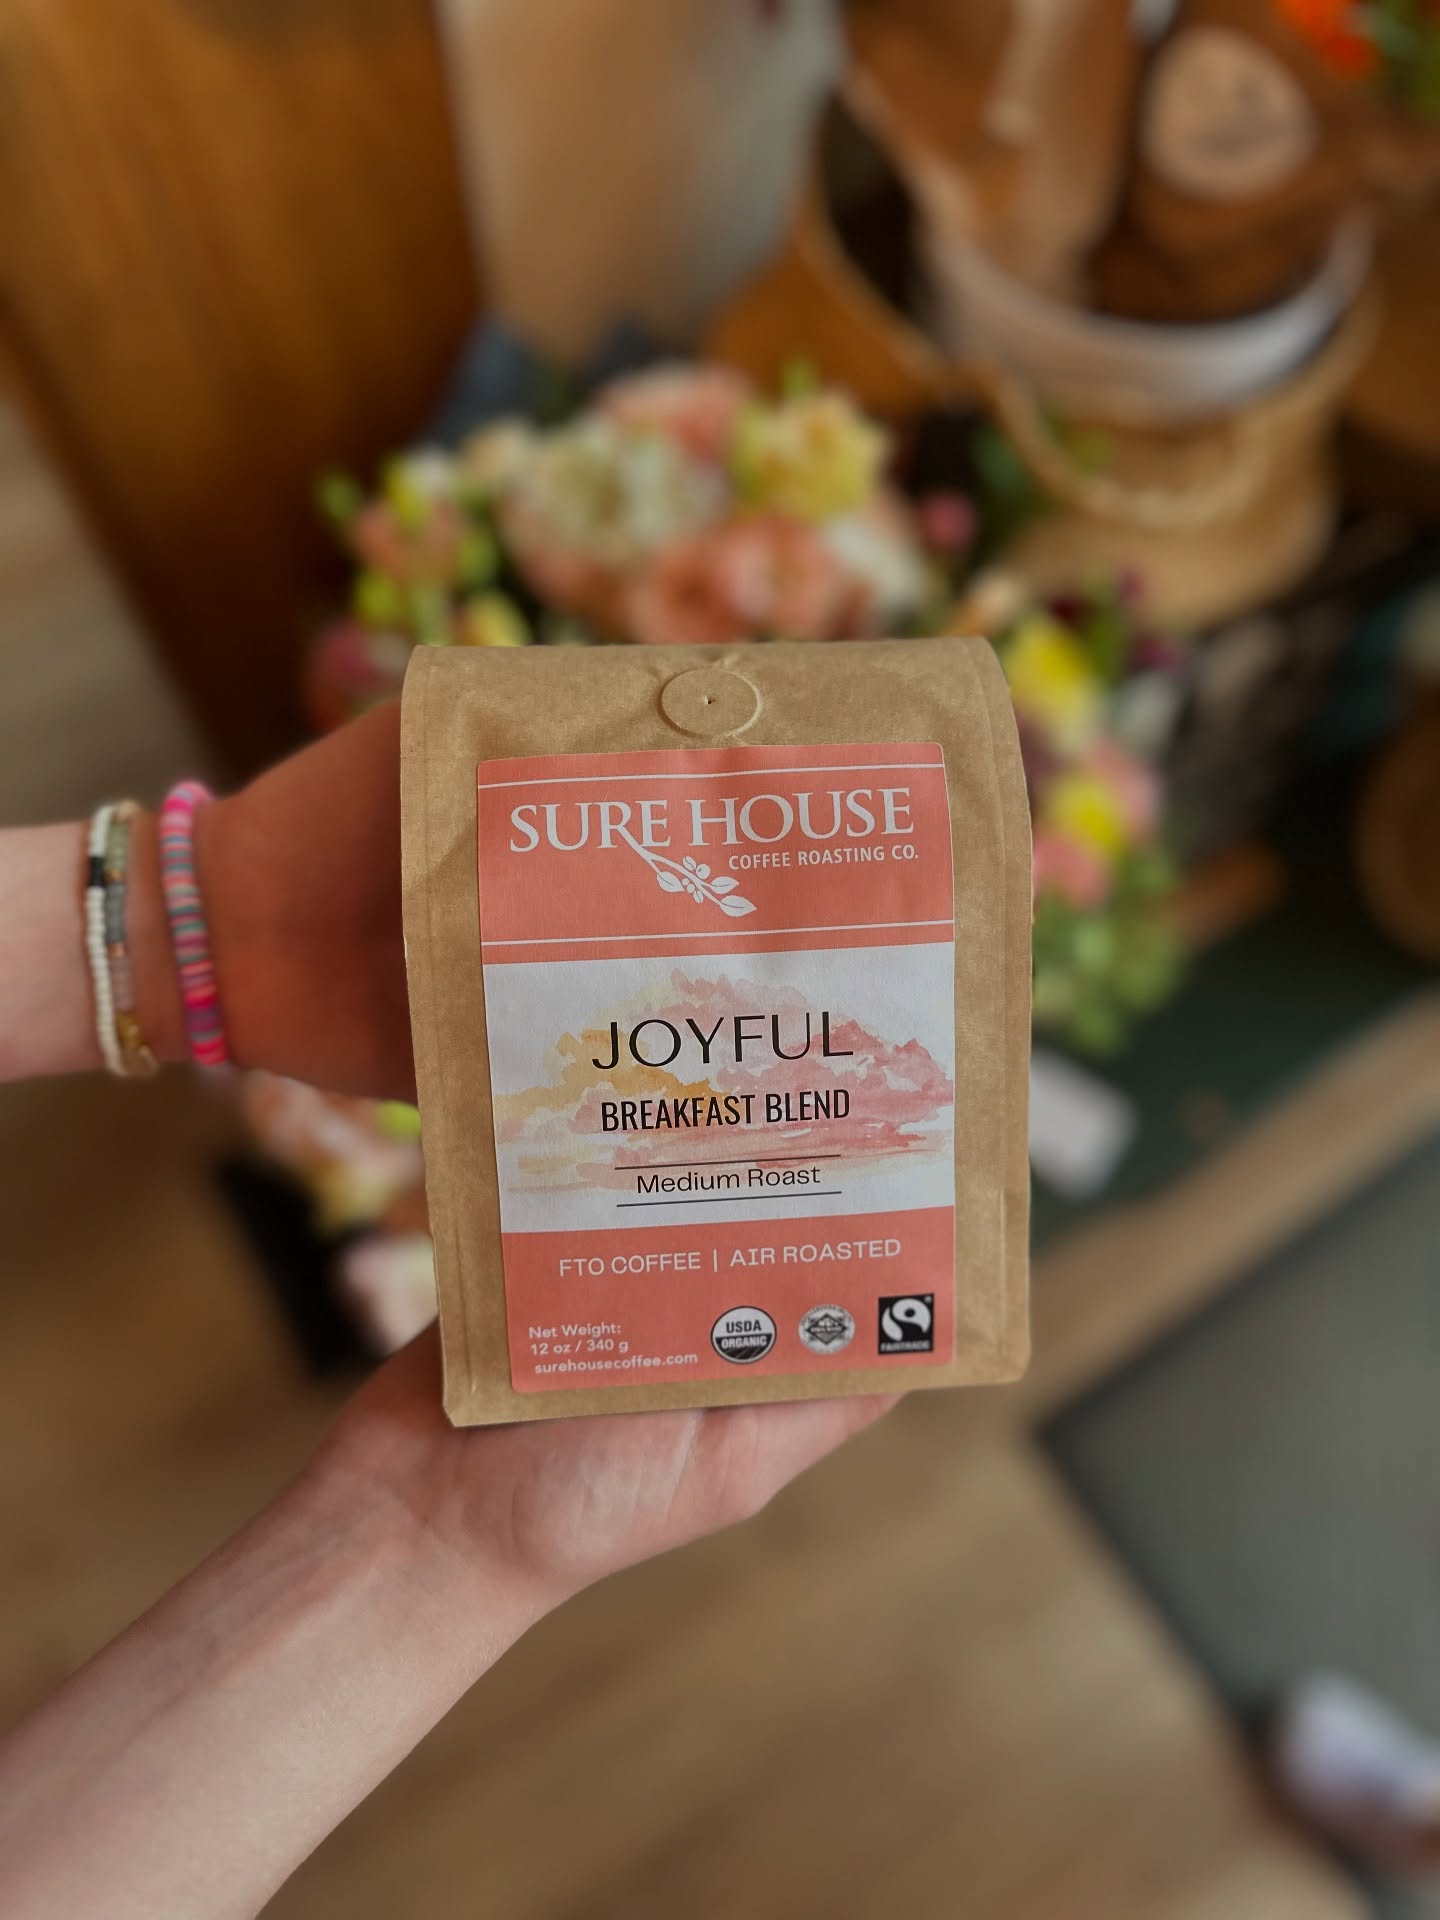 SURE HOUSE
COFFEE ROASTING CO.
JOYFUL
BREAKFAST BLEND
Medium Roast
FTO COFFEE | AIR ROASTED
Net Weight:
12 oz / 340 g
surehousecoffee.com
USDA
ORGANIC
FAIRTRADE